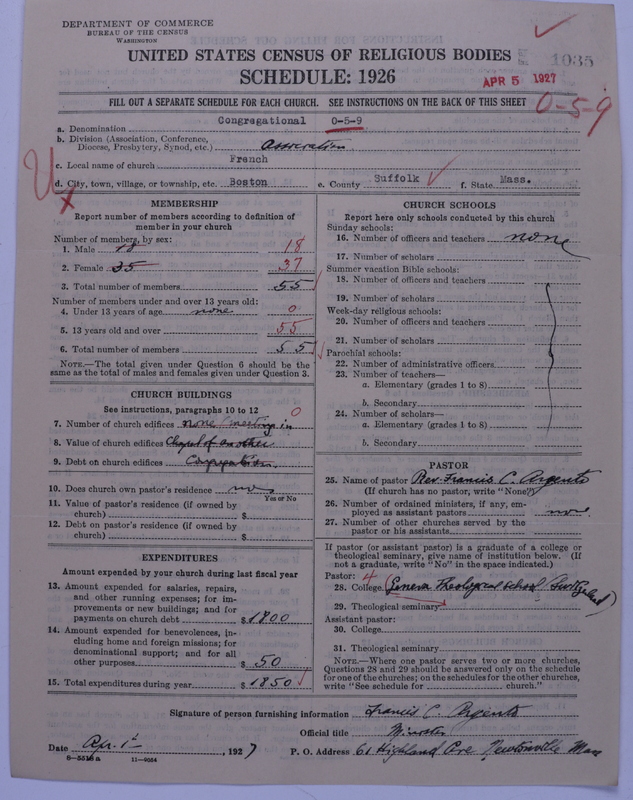 DEPARTMENT OF COMMERCE
BUREAU OF THE CENSUS
WASHINGTON
UNITED STATES CENSUS OF RELIGIOUS BODIES
1035
SCHEDULE: 1926
APR 5 1927
FILL OUT A SEPARATE SCHEDULE FOR EACH CHURCH. SEE INSTRUCTIONS ON THE BACK OF THIS SHEET
0-5-9
a. Denomination Congregational 0-5-9
b. Division (Association, Conference, Diocese, Presbytery, Synod, etc.) Association
c. Local name of church French
d. City, town, village, or township, etc. Boston e. County Suffolk f. State Mass.
MEMBERSHIP
Report number of members according to definition of
member in your church
Number of members, by sex:
1. Male 18 18
2. Female 35 37
3. Total number of members 55
Number of members under and over 13 years old:
4. Under 13 years of age none 0
5. 13 years old and over 55
6. Total number of members 55
NOTE.—The total given under Question 6 should be the
same as the total of males and females given under Question 3.
CHURCH BUILDINGS
See instructions, paragraphs 10 to 12
0
7. Number of church edifices none/meeting in
8. Value of church edifices Chapel of another
9. Debt on church edifices Congregation
10. Does church own pastor's residence no
Yes or No
11. Value of pastor's residence (if owned by
church) $
12. Debt on pastor's residence (if owned by
church) $
EXPENDITURES
Amount expended by your church during last fiscal year
13. Amount expended for salaries, repairs,
and other running expenses; for im-
provements or new buildings; and for
payments on church debt $1800
14. Amount expended for benevolences, in-
cluding home and foreign missions; for
denominational support; and for all
other purposes $50
15. Total expenditures during year $1850
CHURCH SCHOOLS
Report here only schools conducted by this church
Sunday schools:
16. Number of officers and teachers none
17. Number of scholars
Summer vacation Bible schools:
18. Number of officers and teachers
19. Number of scholars
Week-day religious schools:
20. Number of officers and teachers
21. Number of scholars
Parochial schools:
22. Number of administrative officers
23. Number of teachers—
a. Elementary (grades 1 to 8)
b. Secondary
24. Number of scholars—
a. Elementary (grades 1 to 8)
b. Secondary
PASTOR
25. Name of pastor Rev. Francis C. Argento
(If church has no pastor, write "None")
26. Number of ordained ministers, if any, em-
ployed as assistant pastors none
27. Number of other churches served by the
pastor or his assistants
If pastor (or assistant pastor) is a graduate of a college or
theological seminary, give name of institution below. (If
not a graduate, write "No" in the space indicated.)
Pastor:
28. College (Geneva Theological School, Switzerland)
29. Theological seminary
Assistant pastor:
30. College
31. Theological seminary
NOTE.—Where one pastor serves two or more churches,
Questions 28 and 29 should be answered only on the schedule
for one of the churches; on the schedules for the other churches,
write "See schedule for church."
Signature of person furnishing information Francis C. Argento
Official title Minister
Date Apr. 1st, 1927 P. O. Address 61 Highland Ave Newtonville Mass
8-5518a 11-9664